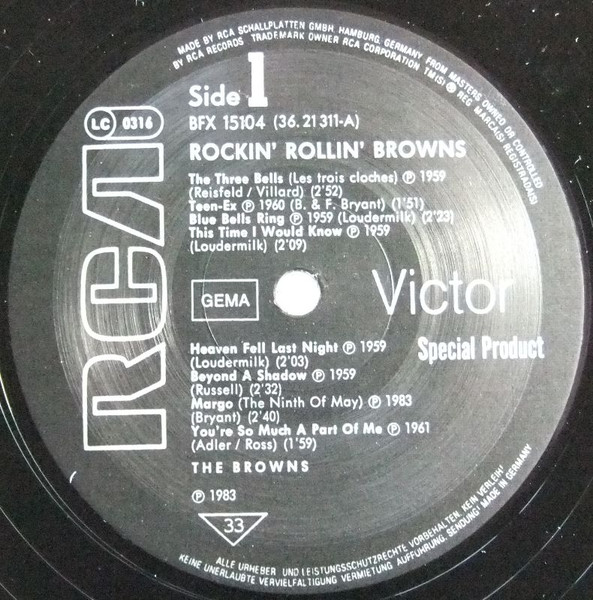 MADE BY RCA SCHALLPLATTEN GMBH, HAMBURG, GERMANY FROM MASTERS OWNED OR CONTROLLED
BY RCA RECORDS TRADEMARK OWNER RCA CORPORATION TM(S) ® REG. MARCA(S) REGISTRADA(S)
Side 1
LC 0316
BFX 15104 (36.21311-A)
ROCKIN' ROLLIN' BROWNS
The Three Bells (Les trois cloches) Ⓟ 1959
(Reisfeld / Villard) (2'52)
Teen-Ex Ⓟ 1960 (B. & F. Bryant) (1'51)
Blue Bells Ring Ⓟ 1959 (Loudermilk) (2'23)
This Time I Would Know Ⓟ 1959
(Loudermilk) (2'09)
RCA
GEMA
Victor
Special Product
Heaven Fell Last Night Ⓟ 1959
(Loudermilk) (2'03)
Beyond A Shadow Ⓟ 1959
(Russell) (2'32)
Margo (The Ninth Of May) Ⓟ 1983
(Bryant) (2'40)
You're So Much A Part Of Me Ⓟ 1961
(Adler / Ross) (1'59)
THE BROWNS
Ⓟ 1983
33
ALLE URHEBER UND LEISTUNGSSCHUTZRECHTE VORBEHALTEN. KEIN VERLEIH!
KEINE UNERLAUBTE VERVIELFÄLTIGUNG VERMIETUNG AUFFÜHRUNG, SENDUNG! MADE IN GERMANY